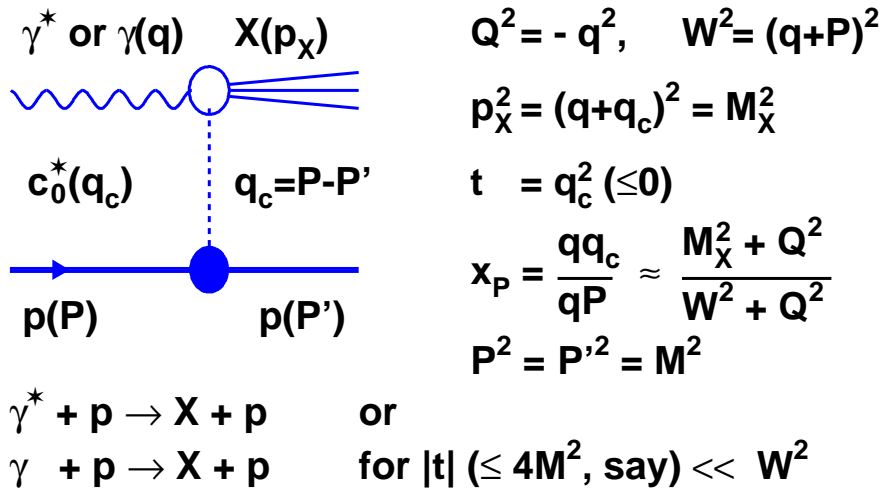 γ* or γ(q) X(p_X) Q² = - q², W² = (q+P)²
p_X² = (q+q_c)² = M_X²
c₀*(q_c) q_c=P-P' t = q_c² (≤0)
x_P = qq_c / qP ≈ M_X² + Q² / W² + Q²
p(P) p(P')
P² = P'² = M²
γ* + p → X + p or
γ + p → X + p for |t| (≤ 4M², say) << W²